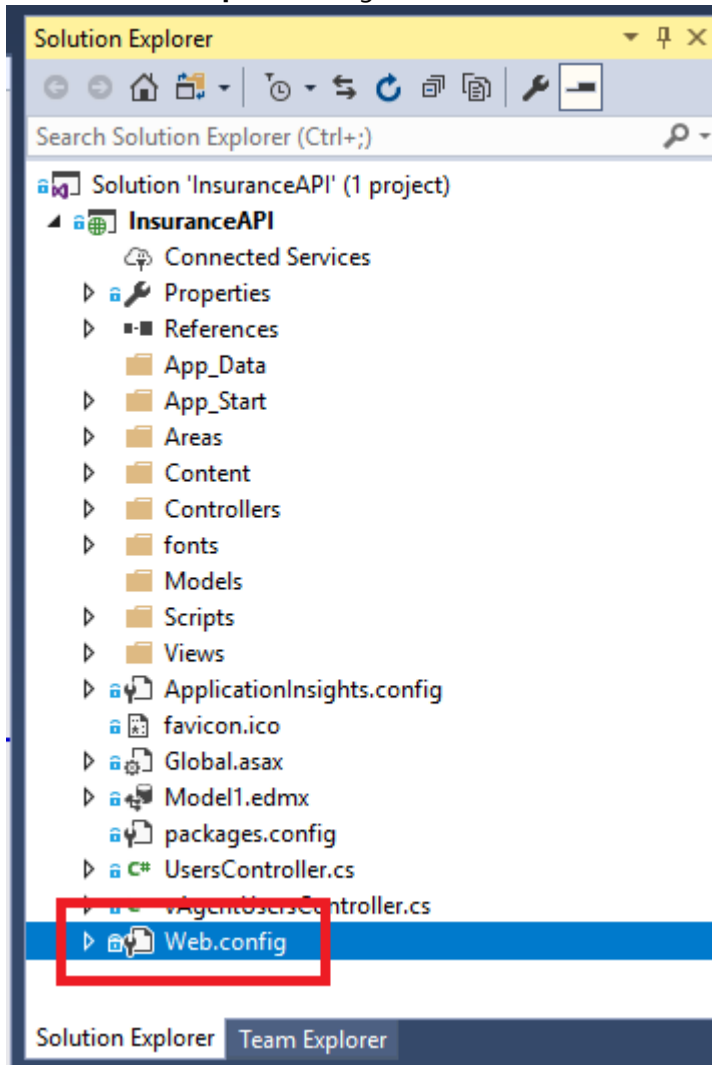 Solution Explorer
Search Solution Explorer (Ctrl+;)
Solution 'InsuranceAPI' (1 project)
InsuranceAPI
Connected Services
Properties
References
App_Data
App_Start
Areas
Content
Controllers
fonts
Models
Scripts
Views
ApplicationInsights.config
favicon.ico
Global.asax
Model1.edmx
packages.config
C# UsersController.cs
vAgentUsersController.cs
Web.config
Solution Explorer Team Explorer